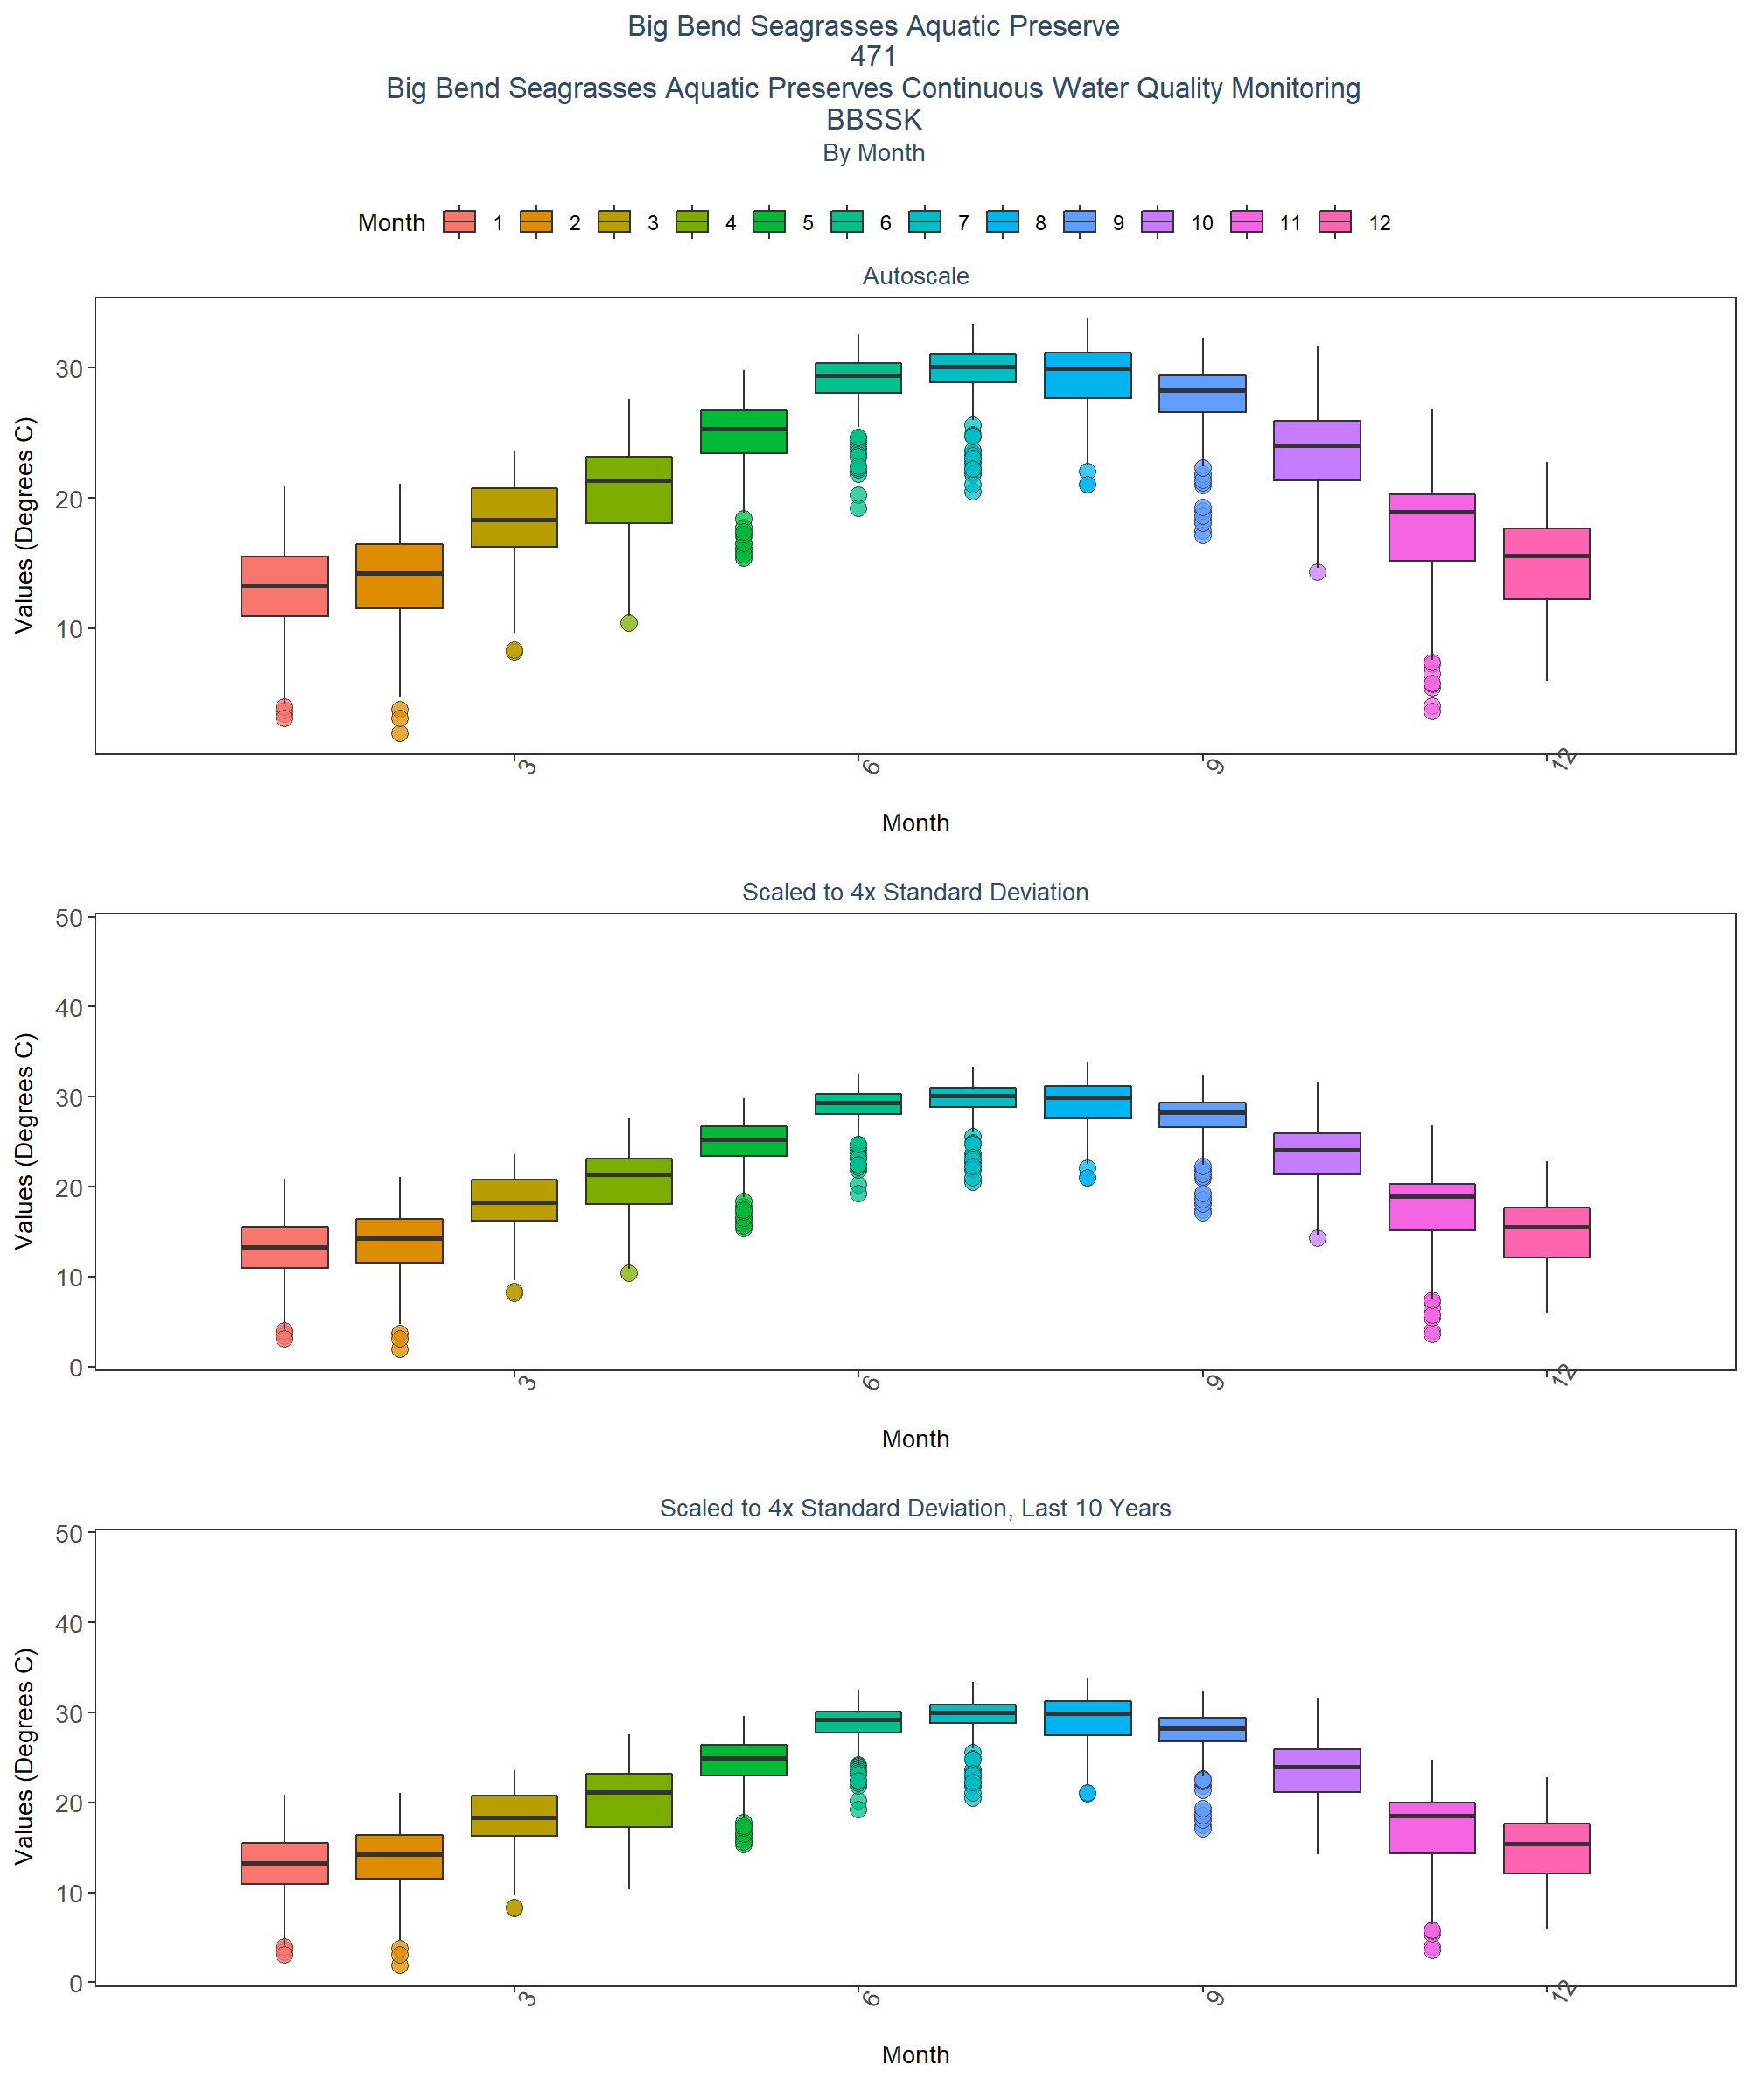 Big Bend Seagrasses Aquatic Preserve
471
Big Bend Seagrasses Aquatic Preserves Continuous Water Quality Monitoring
BBSSK
By Month
Month 1 2 3 4 5 6 7 8 9 10 11 12
Autoscale
Values (Degrees C)
30
20
10
3 6 9 12
Month
Scaled to 4x Standard Deviation
Values (Degrees C)
50
40
30
20
10
0
3 6 9 12
Month
Scaled to 4x Standard Deviation, Last 10 Years
Values (Degrees C)
50
40
30
20
10
0
3 6 9 12
Month